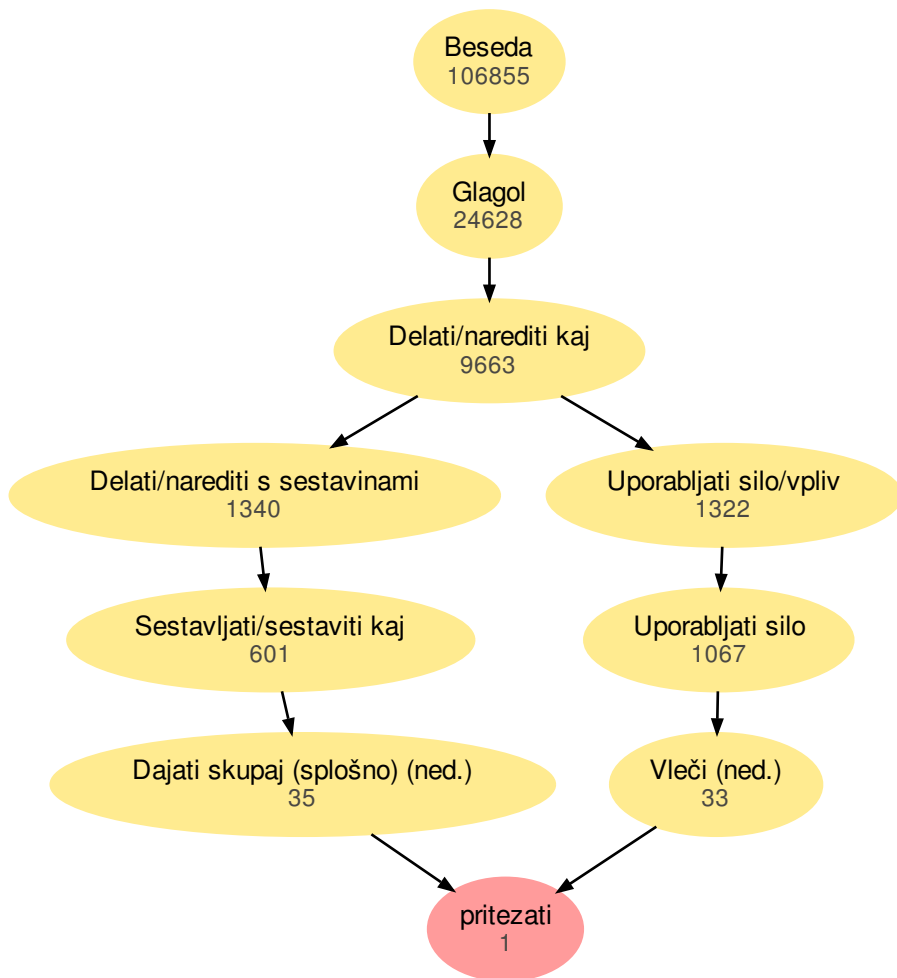 Beseda
106855
Glagol
24628
Delati/narediti kaj
9663
Delati/narediti s sestavinami
1340
Uporabljati silo/vpliv
1322
Sestavljati/sestaviti kaj
601
Uporabljati silo
1067
Dajati skupaj (splošno) (ned.)
35
Vleči (ned.)
33
pritezati
1